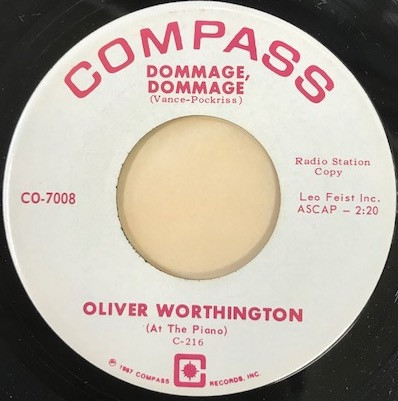 COMPASS
DOMMAGE,
DOMMAGE
(Vance-Pockriss)
Radio Station
Copy
CO-7008
Leo Feist Inc.
ASCAP – 2:20
OLIVER WORTHINGTON
(At The Piano)
C-216
℗ 1967 COMPASS C RECORDS, INC.